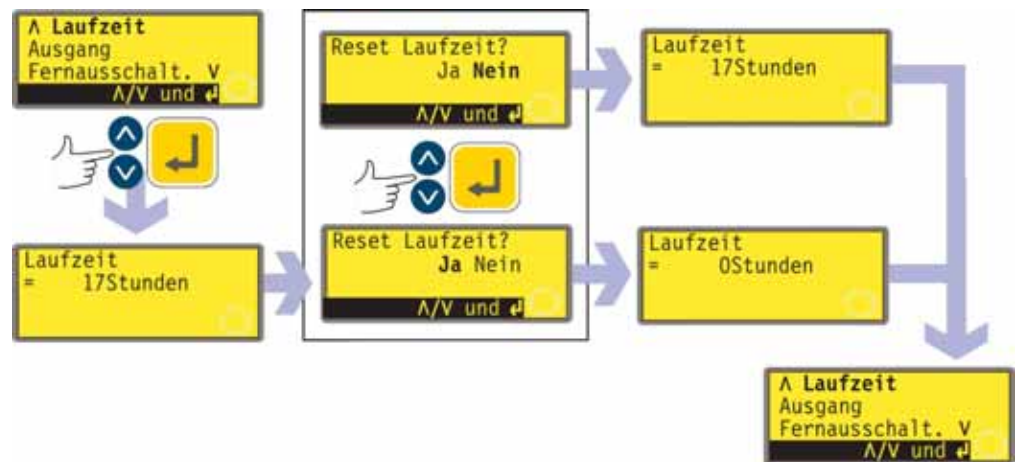 Λ Laufzeit
Ausgang
Fernausschalt. V
Λ/V und ↲
Laufzeit
= 17Stunden
Reset Laufzeit?
Ja Nein
Λ/V und ↲
Reset Laufzeit?
Ja Nein
Λ/V und ↲
Laufzeit
= 17Stunden
Laufzeit
= 0Stunden
Λ Laufzeit
Ausgang
Fernausschalt. V
Λ/V und ↲